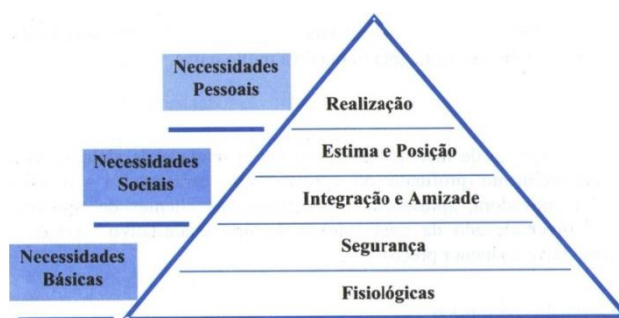 Necessidades
Pessoais
Realização
Estima e Posição
Necessidades
Sociais
Integração e Amizade
Segurança
Necessidades
Básicas
Fisiológicas